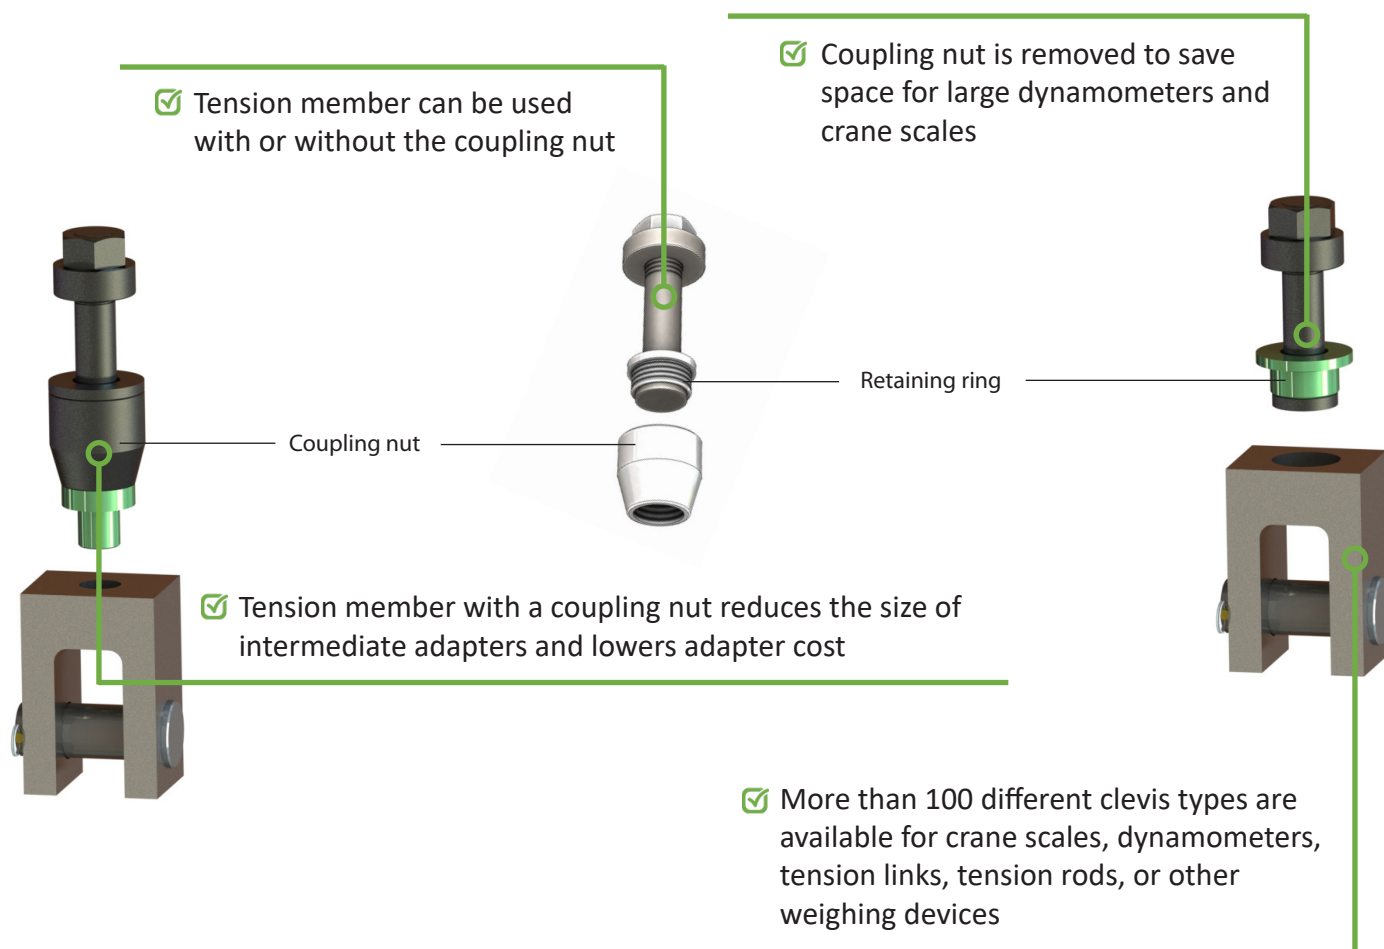 Tension member can be used
with or without the coupling nut
Coupling nut is removed to save
space for large dynamometers and
crane scales
Retaining ring
Coupling nut
Tension member with a coupling nut reduces the size of
intermediate adapters and lowers adapter cost
More than 100 different clevis types are
available for crane scales, dynamometers,
tension links, tension rods, or other
weighing devices